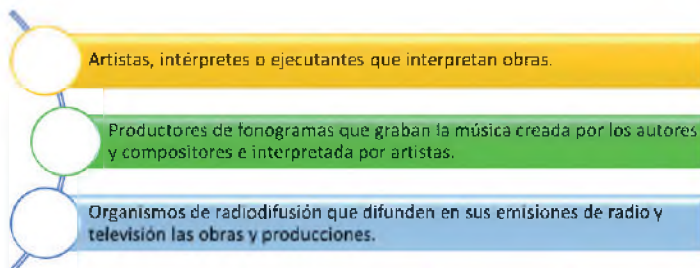 Artistas, intérpretes o ejecutantes que interpretan obras.
Productores de fonogramas que graban la música creada por los autores
y compositores e interpretada por artistas.
Organismos de radiodifusión que difunden en sus emisiones de radio y
televisión las obras y producciones.